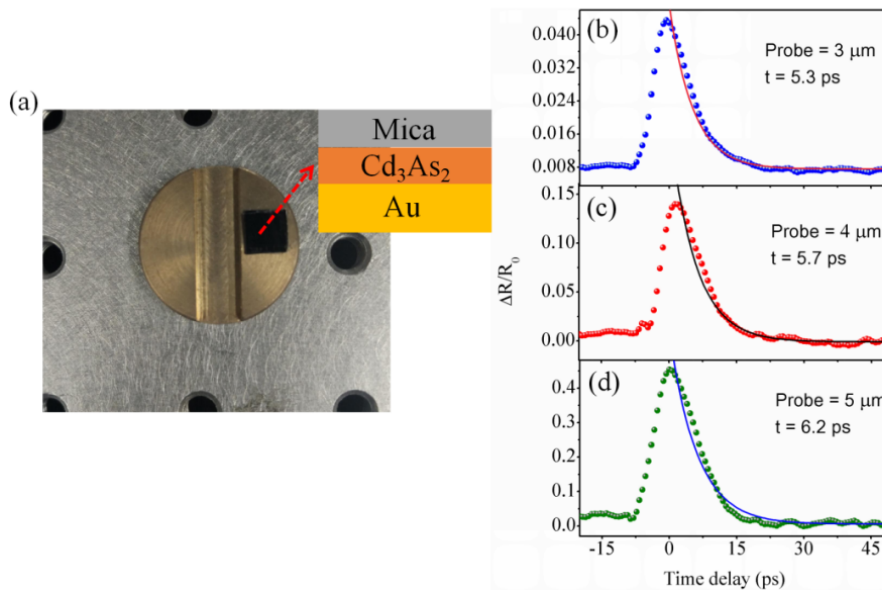 (a)
Mica
Cd₃As₂
Au
(b)
Probe = 3 μm
t = 5.3 ps
0.040
0.032
0.024
0.016
0.008
(c)
Probe = 4 μm
t = 5.7 ps
0.15
0.10
0.05
0.00
ΔR/R₀
(d)
Probe = 5 μm
t = 6.2 ps
0.4
0.3
0.2
0.1
0.0
-15 0 15 30 45
Time delay (ps)